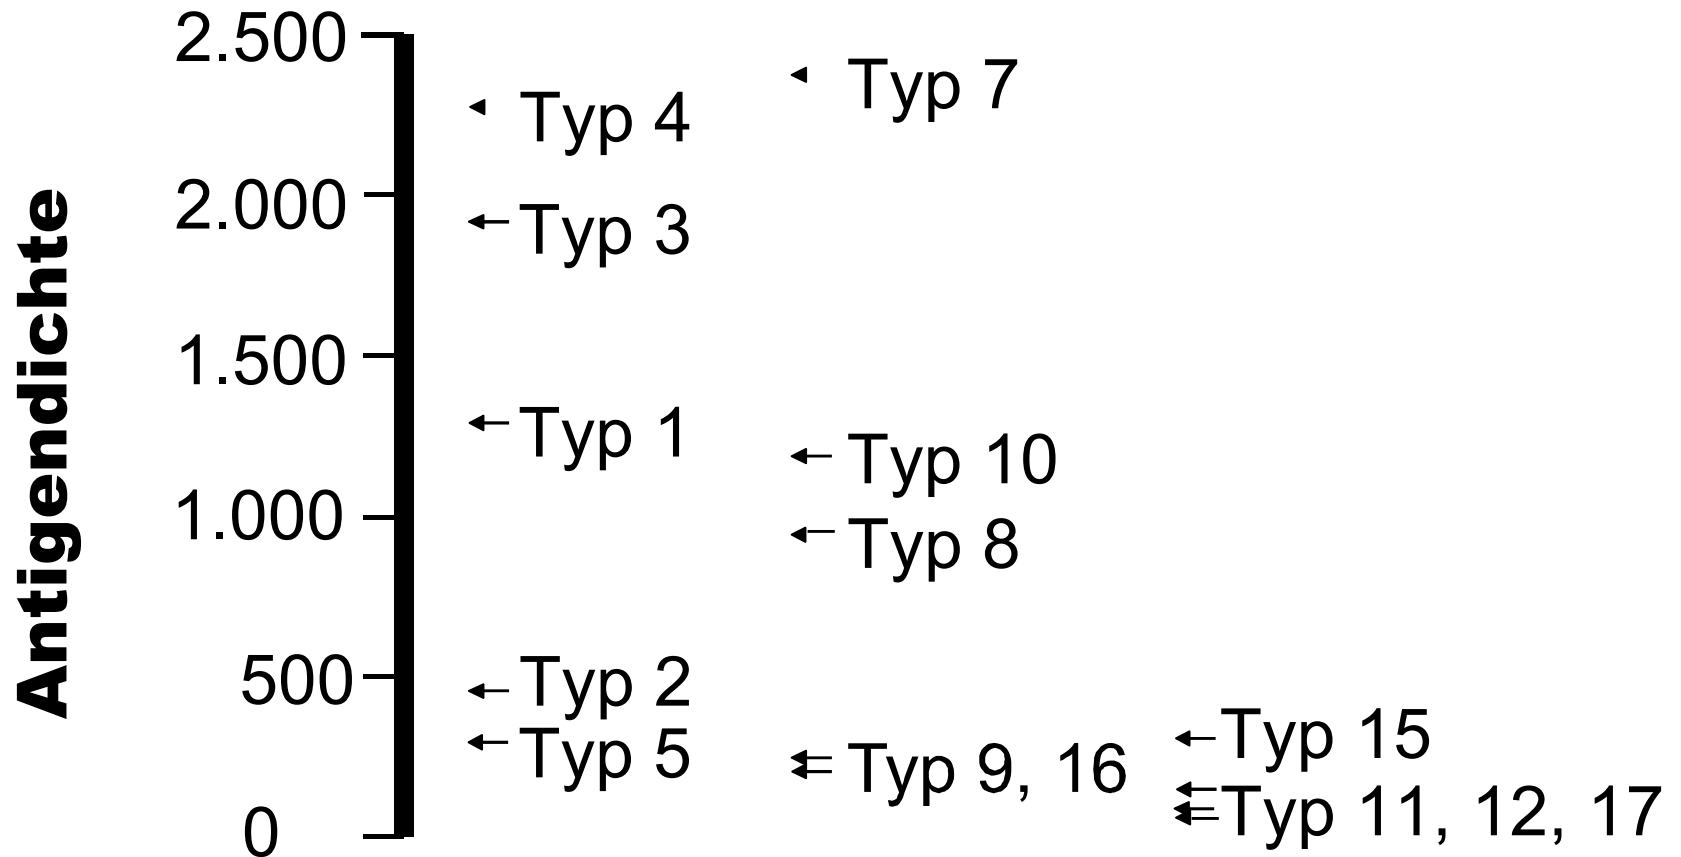 Antigendichte
2.500
2.000
1.500
1.000
500
0
Typ 4
Typ 3
Typ 1
Typ 2
Typ 5
Typ 7
Typ 10
Typ 8
Typ 9, 16
Typ 15
Typ 11, 12, 17